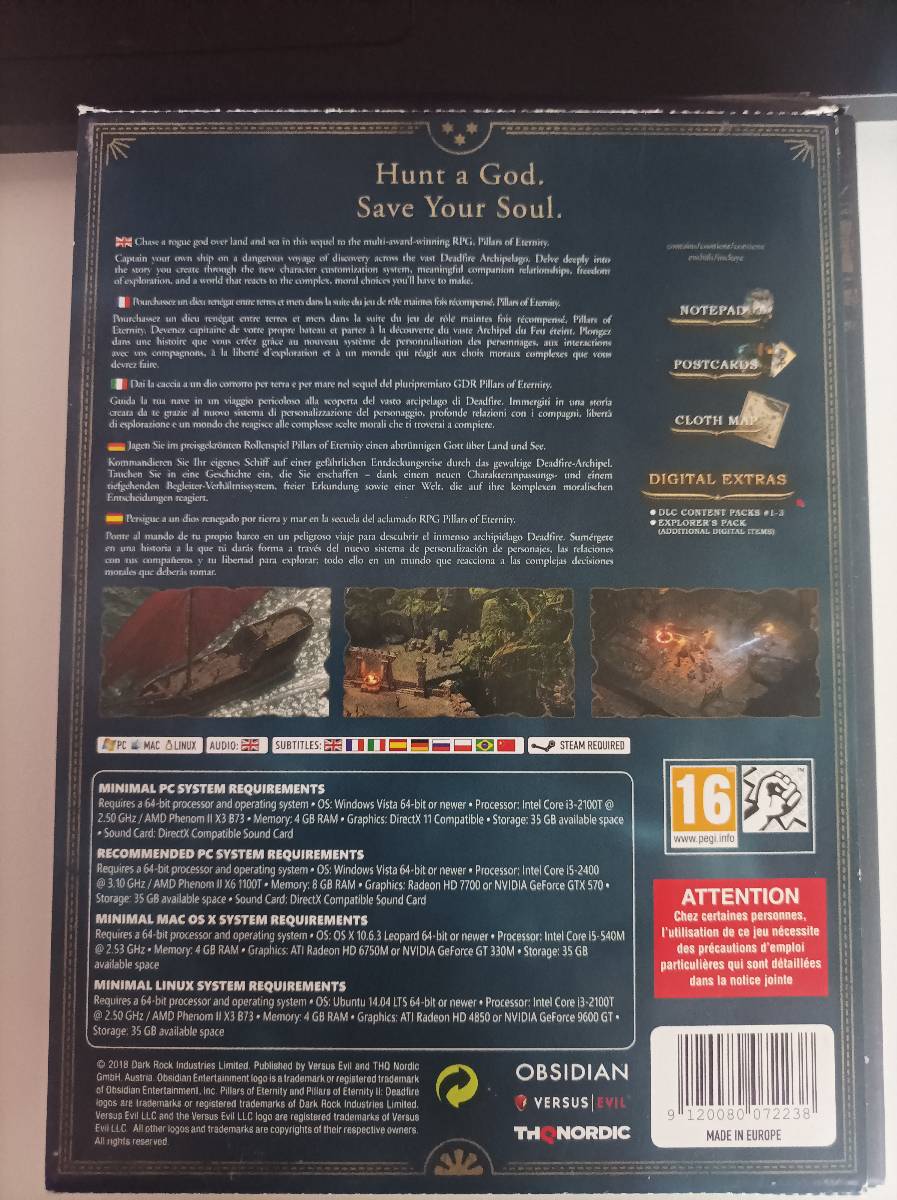 Hunt a God.
Save Your Soul.
Chase a rogue god over land and sea in this sequel to the multi-award-winning RPG, Pillars of Eternity.
Captain your own ship on a dangerous voyage of discovery across the vast Deadfire Archipelago. Delve deeply into
the story you create through the new character customization system, meaningful companion relationships, freedom
of exploration, and a world that reacts to the complex, moral choices you'll have to make.
Pourchassez un dieu renégat entre terres et mers dans la suite du jeu de rôle maintes fois récompensé, Pillars of Eternity.
Pourchassez un dieu renégat entre terres et mers dans la suite du jeu de rôle maintes fois récompensé, Pillars of
Eternity. Devenez capitaine de votre propre bateau et partez à la découverte du vaste Archipel du Feu éteint. Plongez
dans une histoire que vous créez grâce au nouveau système de personnalisation des personnages, aux interactions
avec vos compagnons, à la liberté d'exploration et à un monde qui réagit aux choix moraux complexes que vous
devrez faire.
Dai la caccia a un dio corrotto per terra e per mare nel sequel del pluripremiato GDR Pillars of Eternity.
Guida la tua nave in un viaggio pericoloso alla scoperta del vasto arcipelago di Deadfire. Immergiti in una storia
creata da te grazie al nuovo sistema di personalizzazione del personaggio, profonde relazioni con i compagni, libertà
di esplorazione e un mondo che reagisce alle complesse scelte morali che ti troverai a compiere.
Jagen Sie im preisgekrönten Rollenspiel Pillars of Eternity einen abtrünnigen Gott über Land und See.
Kommandieren Sie Ihr eigenes Schiff auf einer gefährlichen Entdeckungsreise durch das gewaltige Deadfire-Archipel.
Tauchen Sie in eine Geschichte ein, die Sie erschaffen – dank einem neuen Charakteranpassungs- und einem
tiefgehenden Begleiter-Verhältnissystem, freier Erkundung sowie einer Welt, die auf ihre komplexen moralischen
Entscheidungen reagiert.
Persigue a un dios renegado por tierra y mar en la secuela del aclamado RPG Pillars of Eternity.
Ponte al mando de tu propio barco en un peligroso viaje para descubrir el inmenso archipiélago Deadfire. Sumérgete
en una historia a la que tú darás forma a través del nuevo sistema de personalización de personajes, las relaciones
con tus compañeros y tu libertad para explorar; todo ello en un mundo que reacciona a las complejas decisiones
morales que deberás tomar.
NOTEPAD
POSTCARDS
CLOTH MAP
DIGITAL EXTRAS
• DLC CONTENT PACKS #1-3
• EXPLORER'S PACK
(ADDITIONAL DIGITAL ITEMS)
PC MAC LINUX AUDIO: SUBTITLES: STEAM REQUIRED
MINIMAL PC SYSTEM REQUIREMENTS
Requires a 64-bit processor and operating system • OS: Windows Vista 64-bit or newer • Processor: Intel Core i3-2100T @
2.50 GHz / AMD Phenom II X3 B73 • Memory: 4 GB RAM • Graphics: DirectX 11 Compatible • Storage: 35 GB available space
• Sound Card: DirectX Compatible Sound Card
RECOMMENDED PC SYSTEM REQUIREMENTS
Requires a 64-bit processor and operating system • OS: Windows Vista 64-bit or newer • Processor: Intel Core i5-2400
@ 3.10 GHz / AMD Phenom II X6 1100T • Memory: 8 GB RAM • Graphics: Radeon HD 7700 or NVIDIA GeForce GTX 570 •
Storage: 35 GB available space • Sound Card: DirectX Compatible Sound Card
MINIMAL MAC OS X SYSTEM REQUIREMENTS
Requires a 64-bit processor and operating system • OS: OS X 10.6.3 Leopard 64-bit or newer • Processor: Intel Core i5-540M
@ 2.53 GHz • Memory: 4 GB RAM • Graphics: ATI Radeon HD 6750M or NVIDIA GeForce GT 330M • Storage: 35 GB
available space
MINIMAL LINUX SYSTEM REQUIREMENTS
Requires a 64-bit processor and operating system • OS: Ubuntu 14.04 LTS 64-bit or newer • Processor: Intel Core i3-2100T
@ 2.50 GHz / AMD Phenom II X3 B73 • Memory: 4 GB RAM • Graphics: ATI Radeon HD 4850 or NVIDIA GeForce 9600 GT •
Storage: 35 GB available space
16
www.pegi.info
ATTENTION
Chez certaines personnes,
l'utilisation de ce jeu nécessite
des précautions d'emploi
particulières qui sont détaillées
dans la notice jointe
© 2018 Dark Rock Industries Limited. Published by Versus Evil and THQ Nordic
GmbH, Austria. Obsidian Entertainment logo is a trademark or registered trademark
of Obsidian Entertainment, Inc. Pillars of Eternity and Pillars of Eternity II: Deadfire
logos are trademarks or registered trademarks of Dark Rock Industries Limited.
Versus Evil LLC and the Versus Evil LLC logo are registered trademarks of Versus
Evil LLC. All other logos and trademarks are copyrights of their respective owners.
All rights reserved.
OBSIDIAN
VERSUS EVIL
THQ NORDIC
9 120080 072238
MADE IN EUROPE